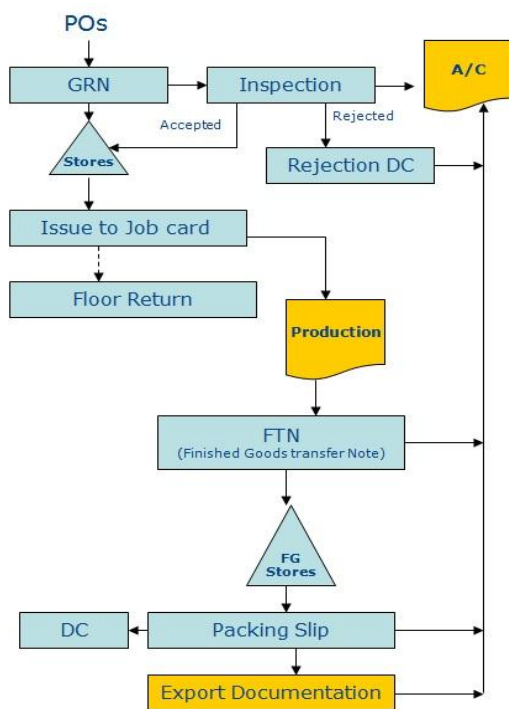 POs
GRN
Inspection
A/C
Accepted
Rejected
Stores
Rejection DC
Issue to Job card
Floor Return
Production
FTN
(Finished Goods transfer Note)
FG
Stores
DC
Packing Slip
Export Documentation